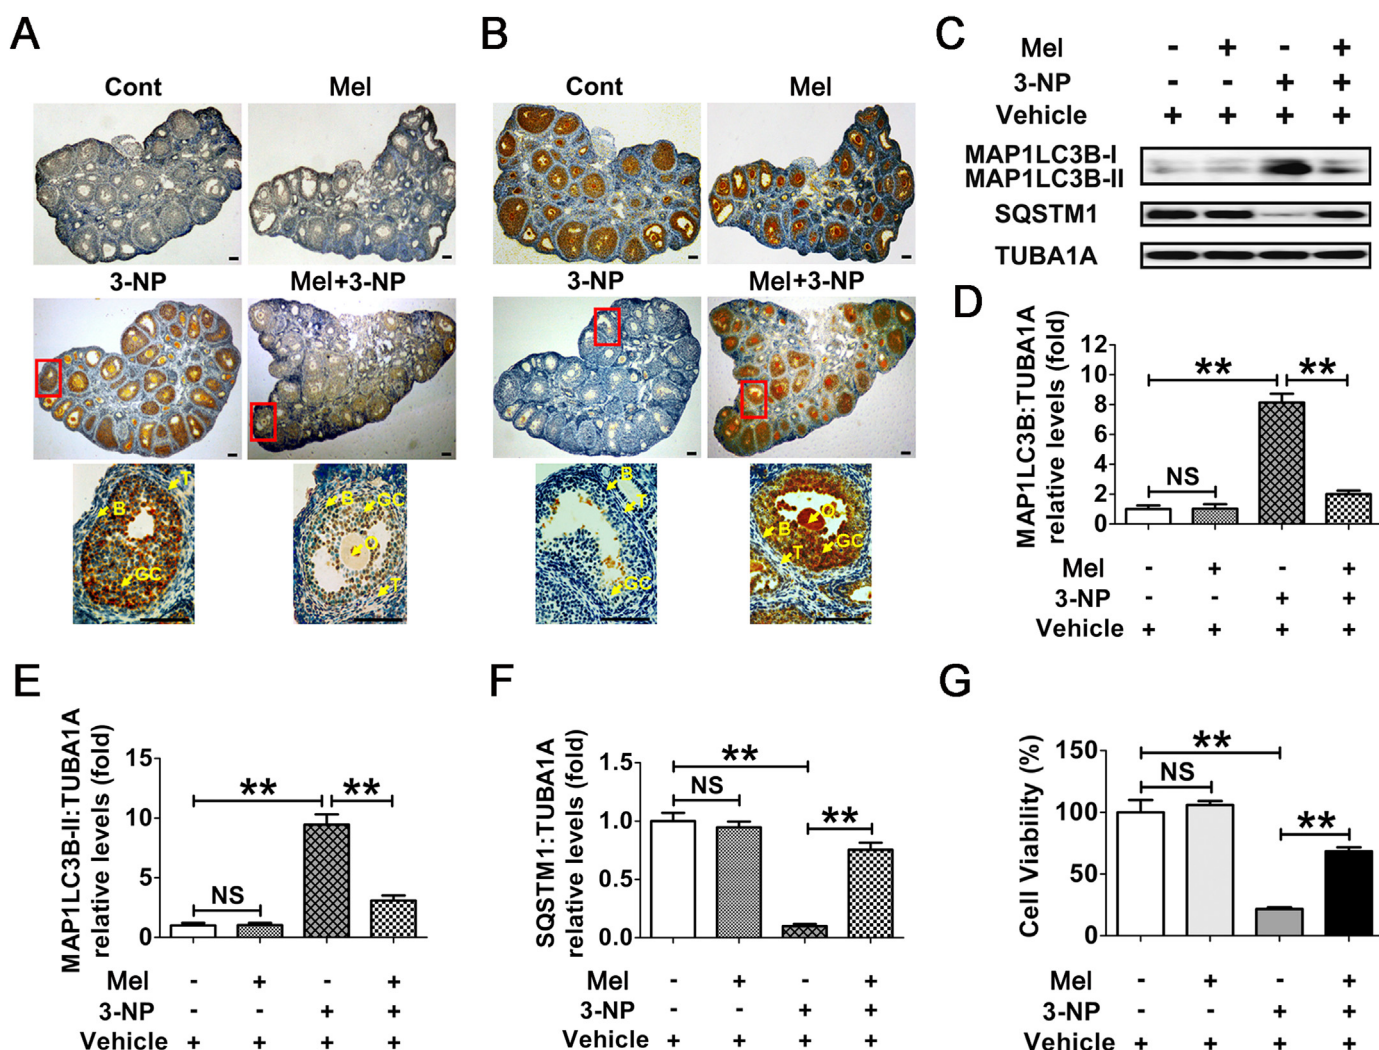 A
Cont
Mel
3-NP
Mel+3-NP
T
B
GC
B
GC
O
T
B
Cont
Mel
3-NP
Mel+3-NP
B
T
GC
O
B
T
GC
C
Mel - + - +
3-NP - - + +
Vehicle + + + +
MAP1LC3B-I
MAP1LC3B-II
SQSTM1
TUBA1A
D
MAP1LC3B:TUBA1A
relative levels (fold)
12
10
8
6
4
2
0
NS
**
**
Mel - + - +
3-NP - - + +
Vehicle + + + +
E
MAP1LC3B-II:TUBA1A
relative levels (fold)
15
10
5
0
NS
**
**
Mel - + - +
3-NP - - + +
Vehicle + + + +
F
SQSTM1:TUBA1A
relative levels (fold)
1.5
1.0
0.5
0.0
**
NS
**
Mel - + - +
3-NP - - + +
Vehicle + + + +
G
Cell Viability (%)
150
100
50
0
**
NS
**
Mel - + - +
3-NP - - + +
Vehicle + + + +